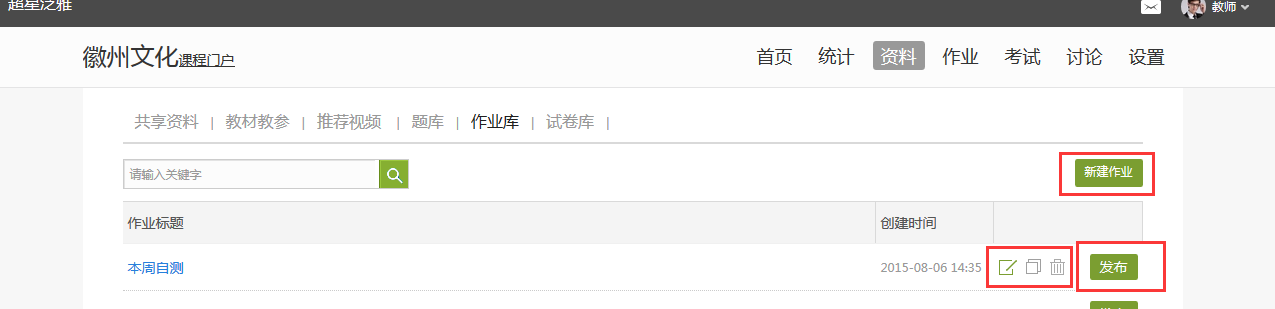 超星泛雅
教师
徽州文化课程门户
首页 统计 资料 作业 考试 讨论 设置
共享资料 | 教材教参 | 推荐视频 | 题库 | 作业库 | 试卷库 |
请输入关键字
新建作业
作业标题 创建时间
本周自测 2015-08-06 14:35 发布